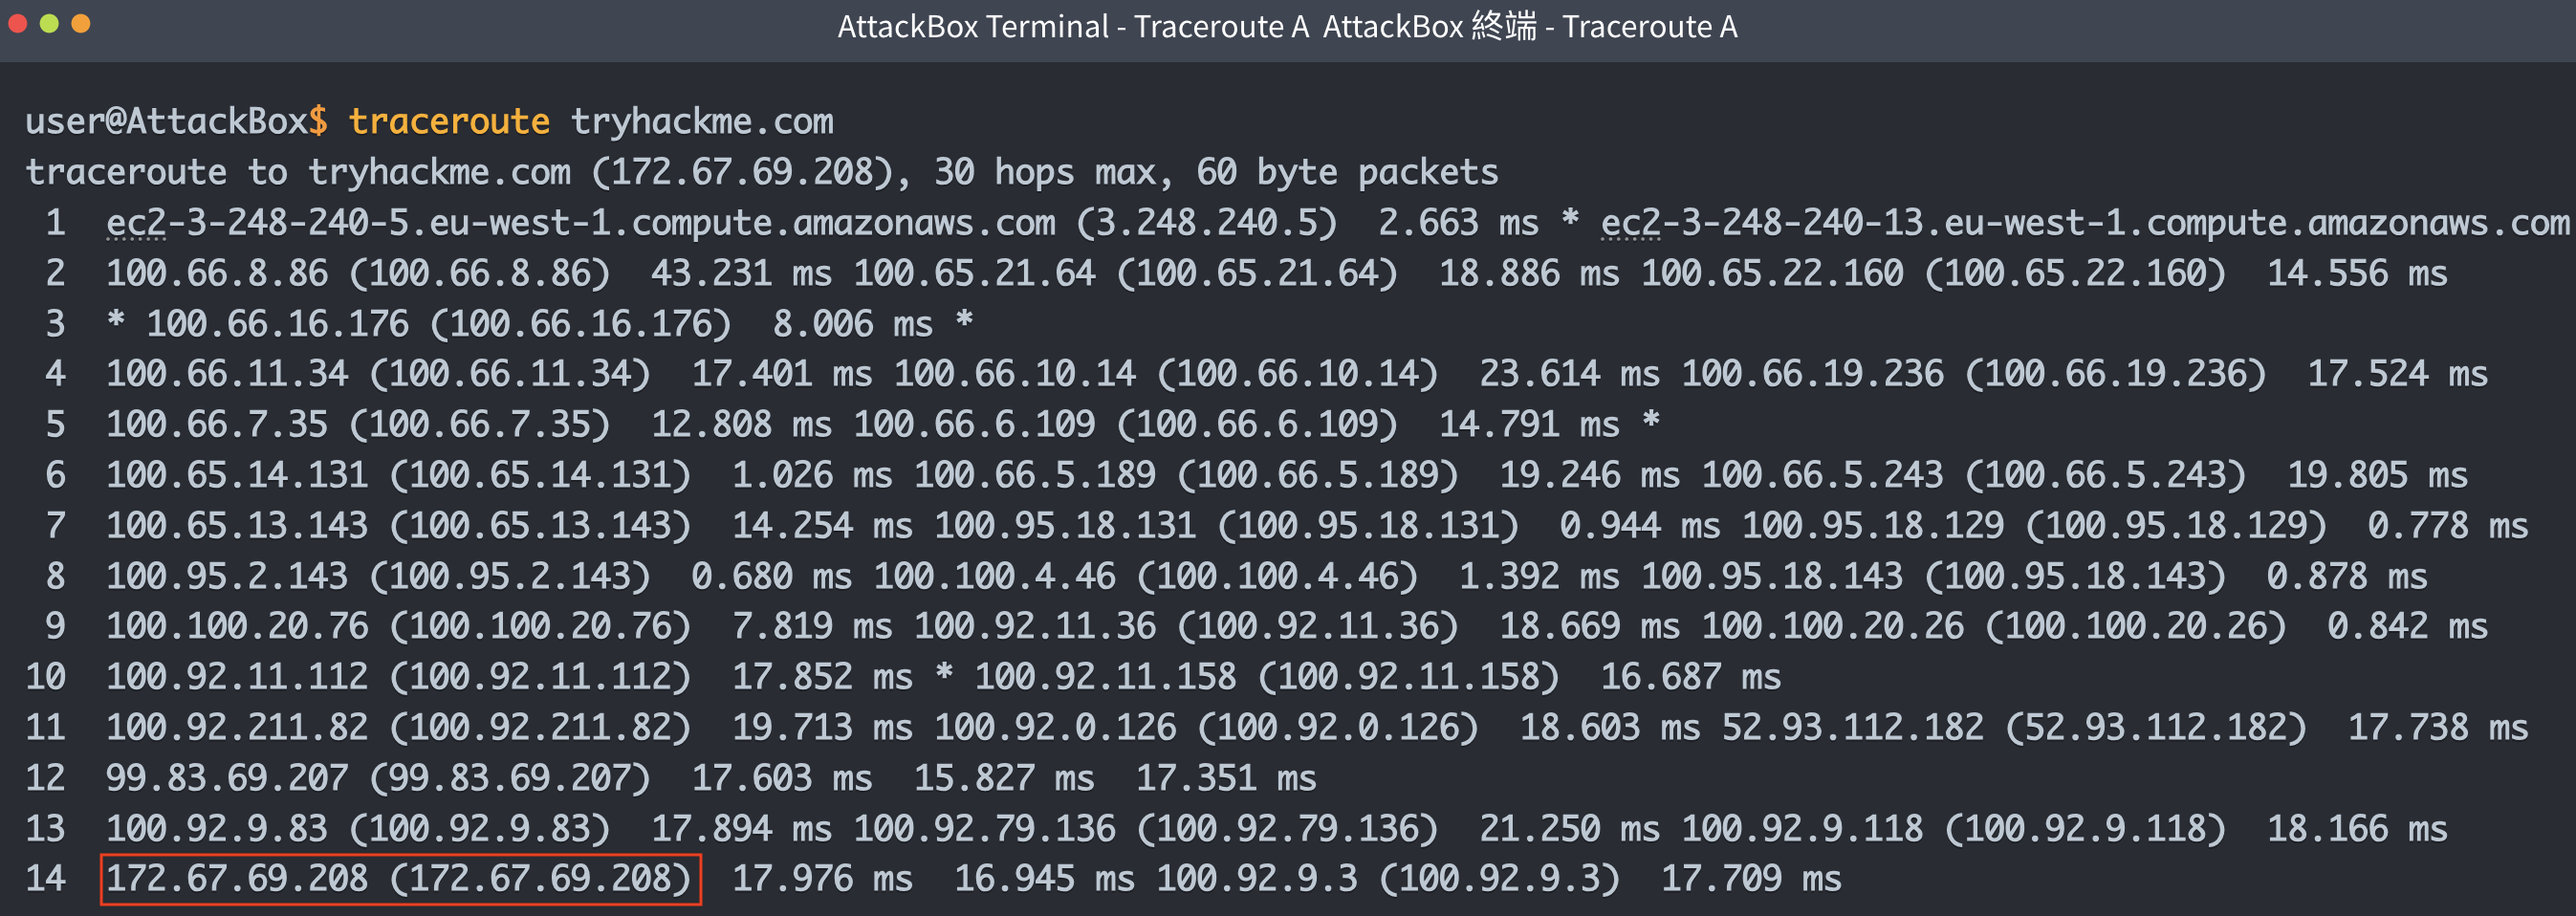 AttackBox Terminal - Traceroute A  AttackBox 終端 - Traceroute A
user@AttackBox$ traceroute tryhackme.com
traceroute to tryhackme.com (172.67.69.208), 30 hops max, 60 byte packets
 1  ec2-3-248-240-5.eu-west-1.compute.amazonaws.com (3.248.240.5)  2.663 ms * ec2-3-248-240-13.eu-west-1.compute.amazonaws.com
 2  100.66.8.86 (100.66.8.86)  43.231 ms 100.65.21.64 (100.65.21.64)  18.886 ms 100.65.22.160 (100.65.22.160)  14.556 ms
 3  * 100.66.16.176 (100.66.16.176)  8.006 ms *
 4  100.66.11.34 (100.66.11.34)  17.401 ms 100.66.10.14 (100.66.10.14)  23.614 ms 100.66.19.236 (100.66.19.236)  17.524 ms
 5  100.66.7.35 (100.66.7.35)  12.808 ms 100.66.6.109 (100.66.6.109)  14.791 ms *
 6  100.65.14.131 (100.65.14.131)  1.026 ms 100.66.5.189 (100.66.5.189)  19.246 ms 100.66.5.243 (100.66.5.243)  19.805 ms
 7  100.65.13.143 (100.65.13.143)  14.254 ms 100.95.18.131 (100.95.18.131)  0.944 ms 100.95.18.129 (100.95.18.129)  0.778 ms
 8  100.95.2.143 (100.95.2.143)  0.680 ms 100.100.4.46 (100.100.4.46)  1.392 ms 100.95.18.143 (100.95.18.143)  0.878 ms
 9  100.100.20.76 (100.100.20.76)  7.819 ms 100.92.11.36 (100.92.11.36)  18.669 ms 100.100.20.26 (100.100.20.26)  0.842 ms
10  100.92.11.112 (100.92.11.112)  17.852 ms * 100.92.11.158 (100.92.11.158)  16.687 ms
11  100.92.211.82 (100.92.211.82)  19.713 ms 100.92.0.126 (100.92.0.126)  18.603 ms 52.93.112.182 (52.93.112.182)  17.738 ms
12  99.83.69.207 (99.83.69.207)  17.603 ms  15.827 ms  17.351 ms
13  100.92.9.83 (100.92.9.83)  17.894 ms 100.92.79.136 (100.92.79.136)  21.250 ms 100.92.9.118 (100.92.9.118)  18.166 ms
14  172.67.69.208 (172.67.69.208)  17.976 ms  16.945 ms 100.92.9.3 (100.92.9.3)  17.709 ms